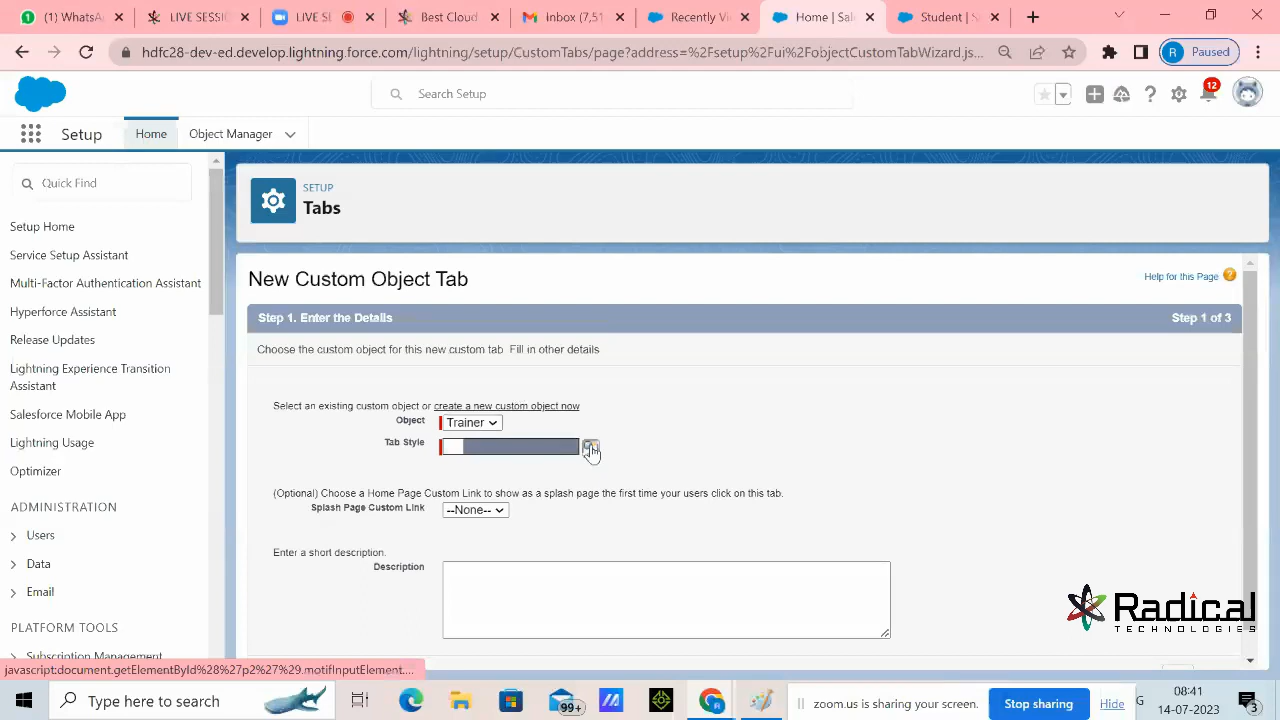 (1) WhatsA
LIVE SESSIO
LIVE SE
Best Cloud
Inbox (7,51
Recently Vi
Home | Sal
Student | S
hdfc28-dev-ed.develop.lightning.force.com/lightning/setup/CustomTabs/page?address=%2Fsetup%2Fui%2FobjectCustomTabWizard.js...
R Paused
Search Setup
12
Setup
Home
Object Manager
Quick Find
Setup Home
Service Setup Assistant
Multi-Factor Authentication Assistant
Hyperforce Assistant
Release Updates
Lightning Experience Transition
Assistant
Salesforce Mobile App
Lightning Usage
Optimizer
ADMINISTRATION
Users
Data
Email
PLATFORM TOOLS
Subscription Management
SETUP
Tabs
New Custom Object Tab
Help for this Page ?
Step 1. Enter the Details
Step 1 of 3
Choose the custom object for this new custom tab Fill in other details
Select an existing custom object or create a new custom object now
Object
Trainer
Tab Style
(Optional) Choose a Home Page Custom Link to show as a splash page the first time your users click on this tab.
Splash Page Custom Link
--None--
Enter a short description.
Description
Radical
TECHNOLOGIES
javascript:document.getElementById%28%27p2%27%29.motifInputElement....
Type here to search
99+
zoom.us is sharing your screen.
Stop sharing
Hide
G
08:41
14-07-2023
3